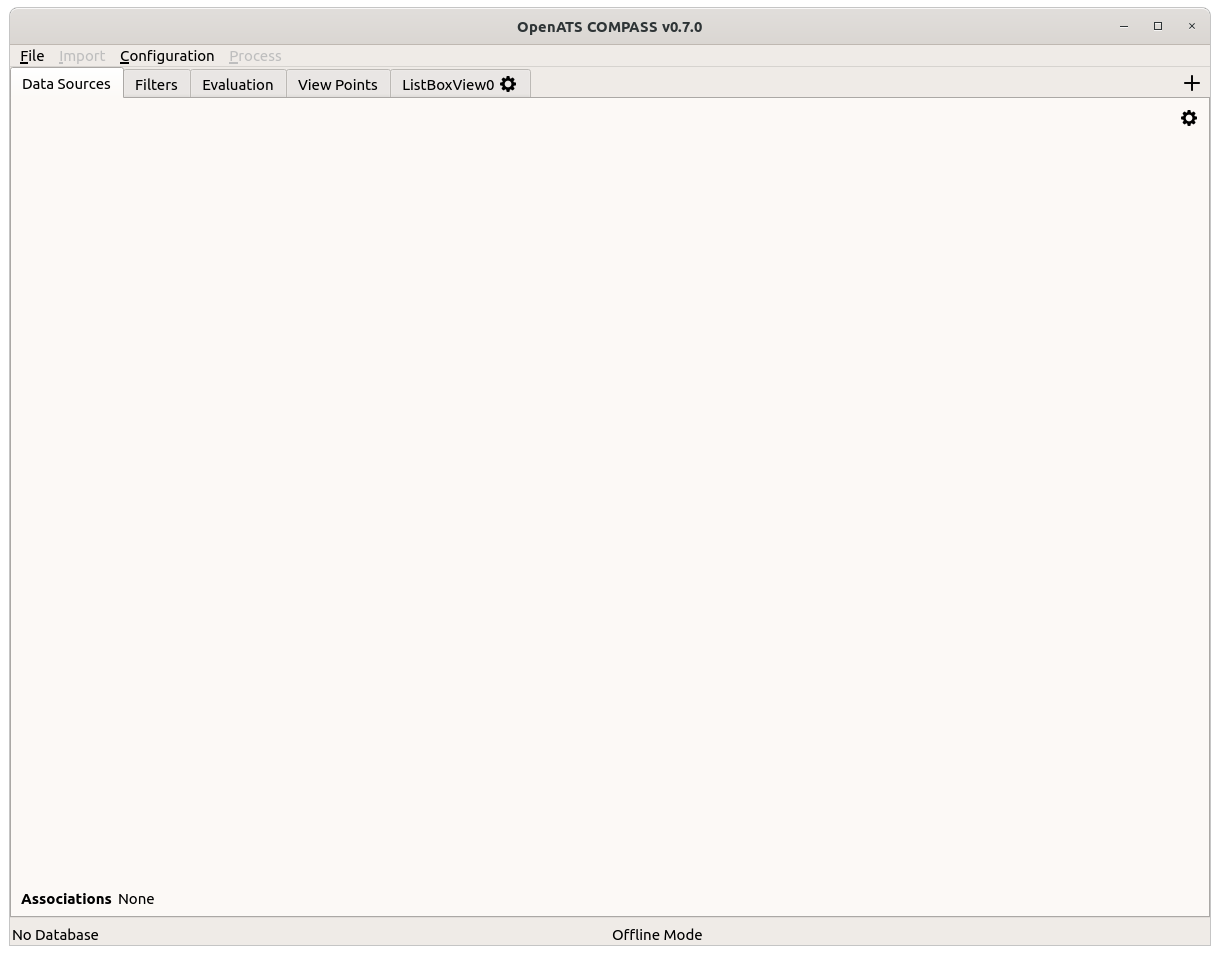 OpenATS COMPASS v0.7.0
File Import Configuration Process
Data Sources Filters Evaluation View Points ListBoxView0
Associations None
No Database Offline Mode